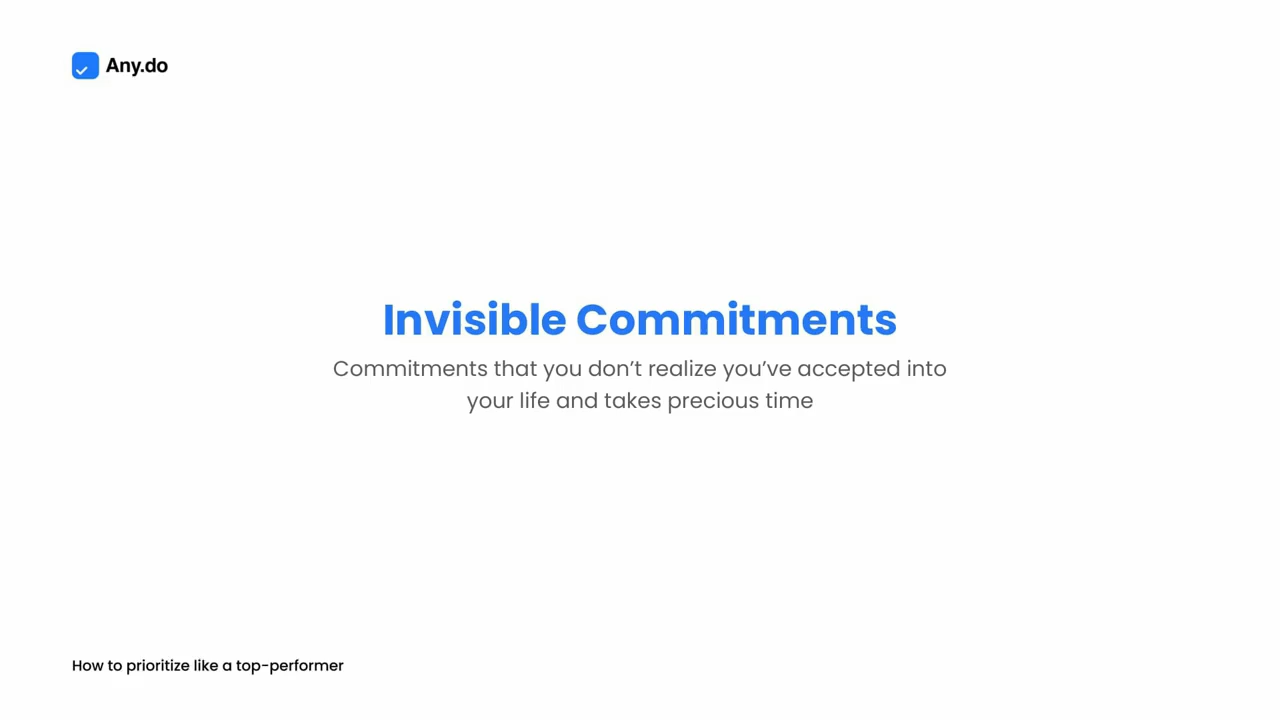 Any.do
Invisible Commitments
Commitments that you don’t realize you’ve accepted into
your life and takes precious time
How to prioritize like a top-performer